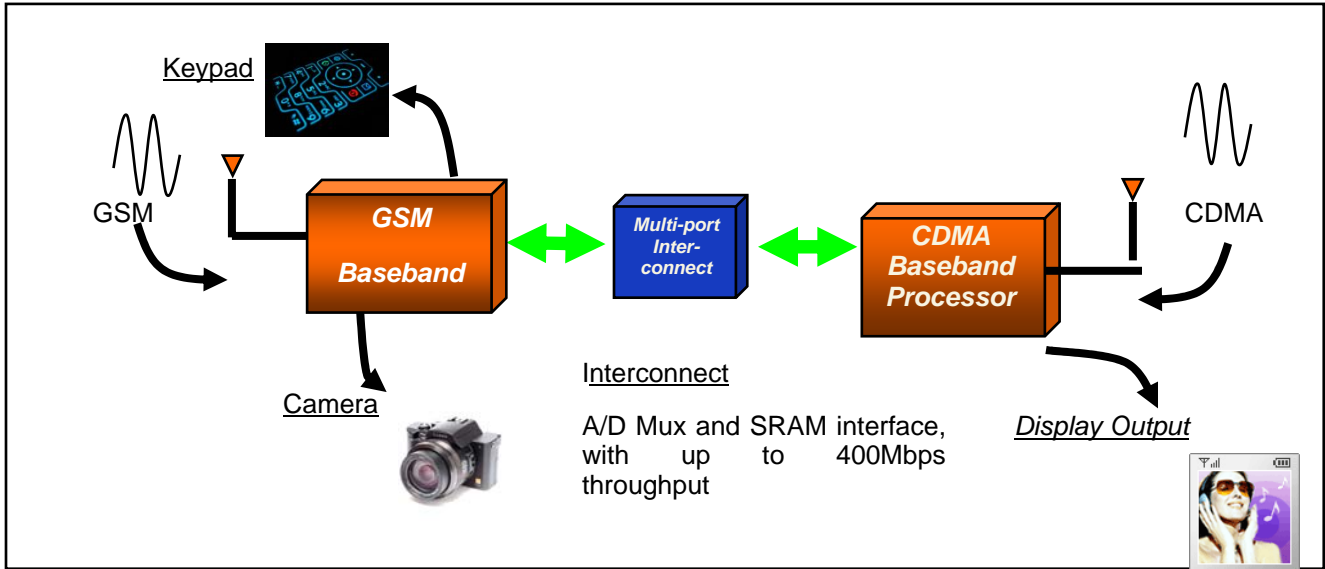 Keypad
GSM
GSM
Baseband
Multi-port
Inter-
connect
CDMA
Baseband
Processor
CDMA
Camera
Interconnect
A/D Mux and SRAM interface,
with up to 400Mbps
throughput
Display Output